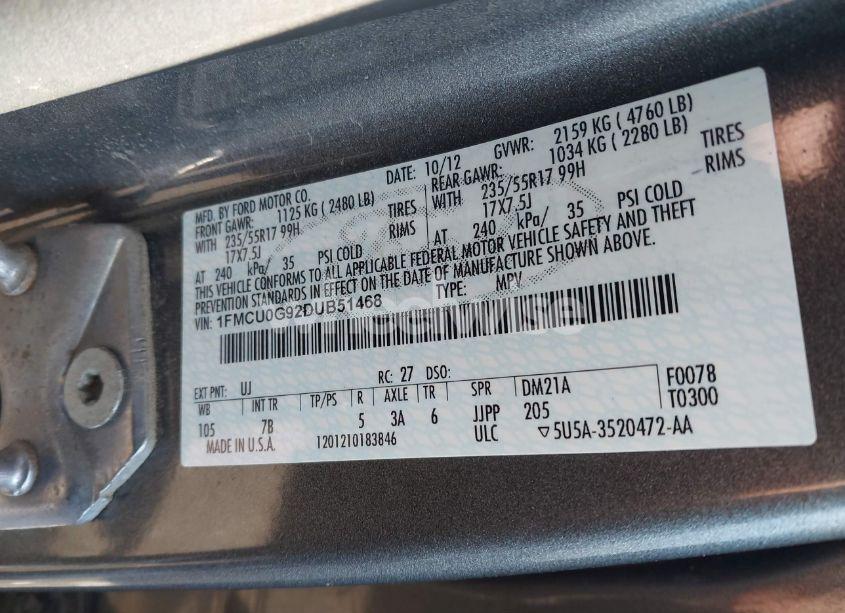 MFD. BY FORD MOTOR CO. DATE: 10/12 GVWR: 2159 KG ( 4760 LB)
FRONT GAWR: 1125 KG ( 2480 LB) REAR GAWR: 1034 KG ( 2280 LB)
WITH 235/55R17 99H TIRES WITH 235/55R17 99H TIRES
17X7.5J RIMS 17X7.5J RIMS
AT 240 kPa/ 35 PSI COLD AT 240 kPa/ 35 PSI COLD
THIS VEHICLE CONFORMS TO ALL APPLICABLE FEDERAL MOTOR VEHICLE SAFETY AND THEFT
PREVENTION STANDARDS IN EFFECT ON THE DATE OF MANUFACTURE SHOWN ABOVE.
VIN: 1FMCU0G92DUB51468 TYPE: MPV
EXT PNT: UJ RC: 27 DSO: F0078
WB INT TR TP/PS R AXLE TR SPR DM21A T0300
105 7B 5 3A 6 JJPP 205
MADE IN U.S.A. 1201210183846 ULC ▽5U5A-3520472-AA